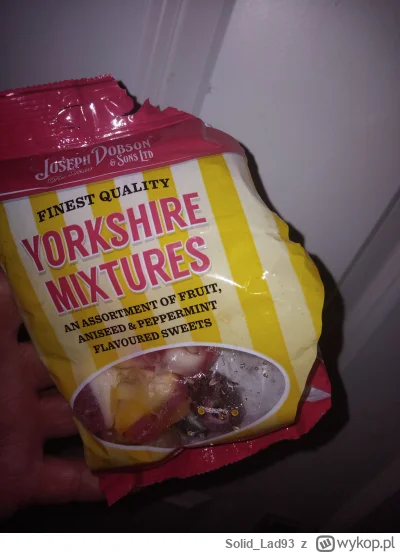 JOSEPH DOBSON
& SONS LTD
FINEST QUALITY
YORKSHIRE
MIXTURES
AN ASSORTMENT OF FRUIT,
ANISEED & PEPPERMINT
FLAVOURED SWEETS
Solid_Lad93 z wykop.pl